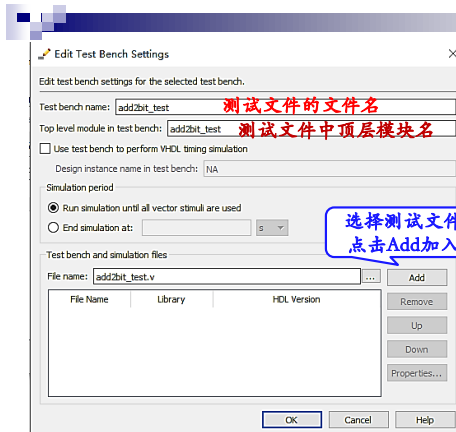 Edit Test Bench Settings
Edit test bench settings for the selected test bench.
Test bench name: add2bit_test 测试文件的文件名
Top level module in test bench: add2bit_test 测试文件中顶层模块名
Use test bench to perform VHDL timing simulation
Design instance name in test bench: NA
Simulation period
Run simulation until all vector stimuli are used
End simulation at: s
选择测试文件
点击Add加入
Test bench and simulation files
File name: add2bit_test.v ... Add
File Name Library HDL Version
Remove
Up
Down
Properties...
OK Cancel Help